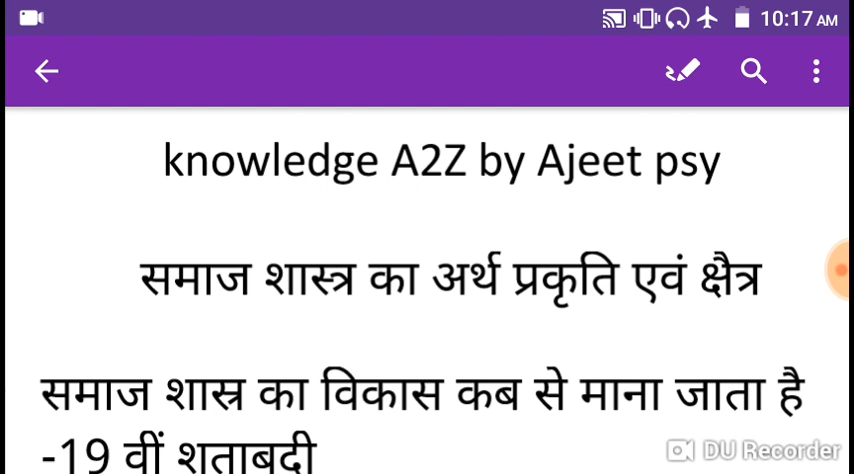 10:17 AM
knowledge A2Z by Ajeet psy
समाज शास्त्र का अर्थ प्रकृति एवं क्षैत्र
समाज शास्र का विकास कब से माना जाता है
-19 वीं शताबदी
DU Recorder